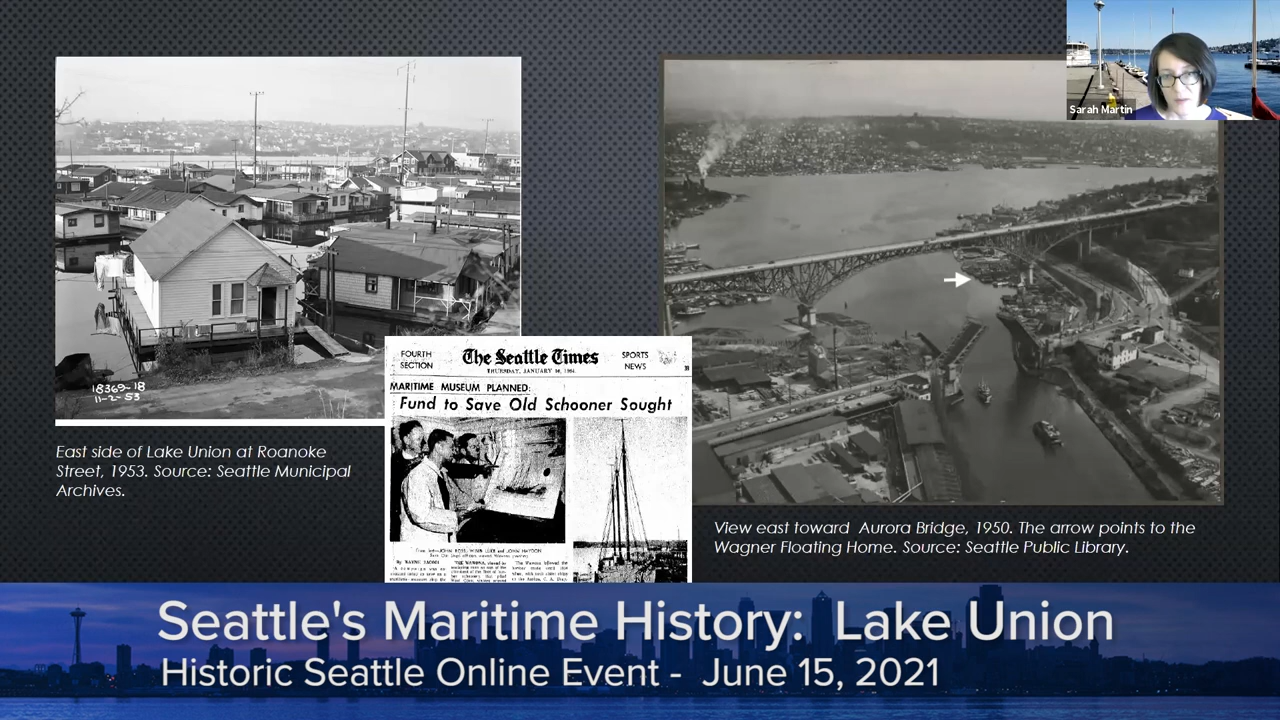 Sarah Martin
18369-18
11-2-53
FOURTH
SECTION
The Seattle Times
THURSDAY, JANUARY
SPORTS
NEWS
MARITIME MUSEUM PLANNED:
Fund to Save Old Schooner Sought
East side of Lake Union at Roanoke
Street, 1953. Source: Seattle Municipal
Archives.
View east toward Aurora Bridge, 1950. The arrow points to the
Wagner Floating Home. Source: Seattle Public Library.
Seattle's Maritime History: Lake Union
Historic Seattle Online Event - June 15, 2021